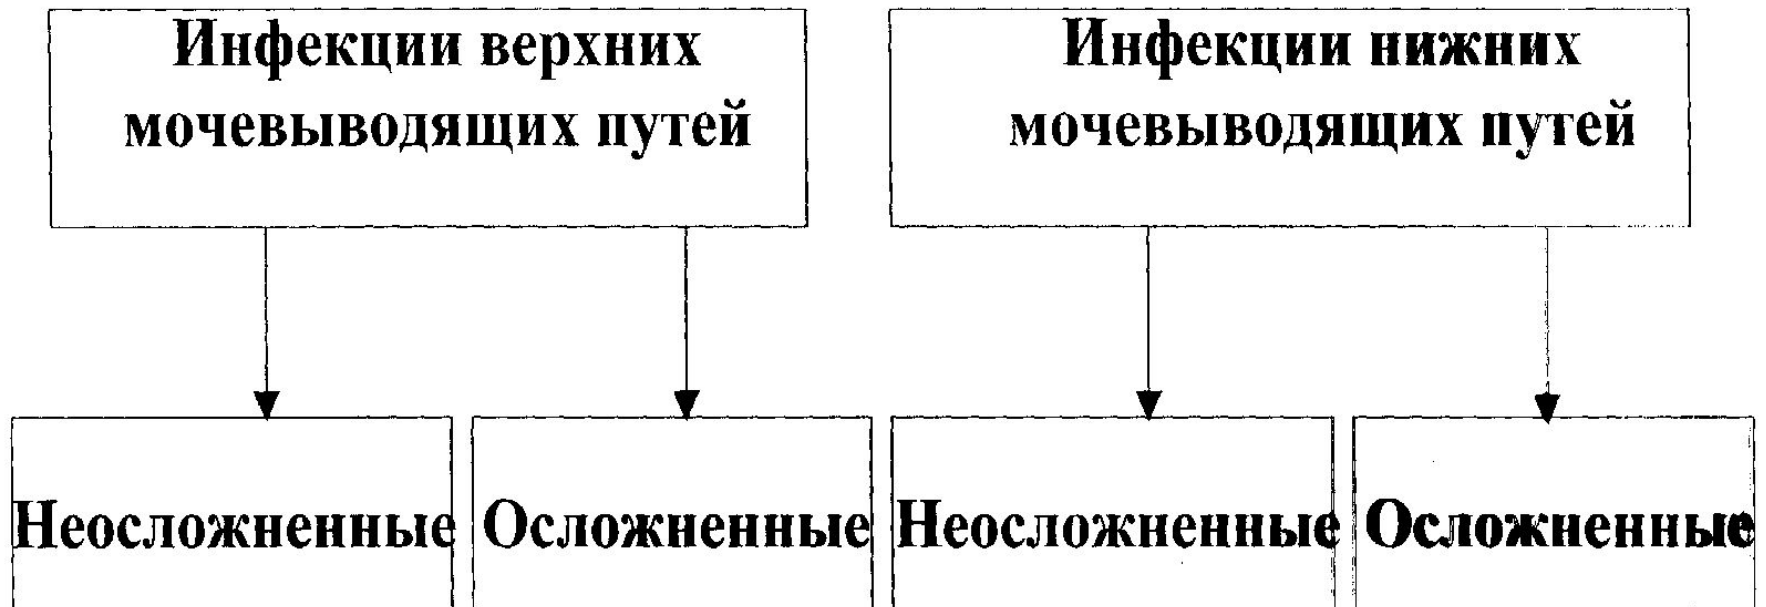 Инфекции верхних
мочевыводящих путей
Инфекции нижних
мочевыводящих путей
Неосложненные
Осложненные
Неосложненные
Осложненные